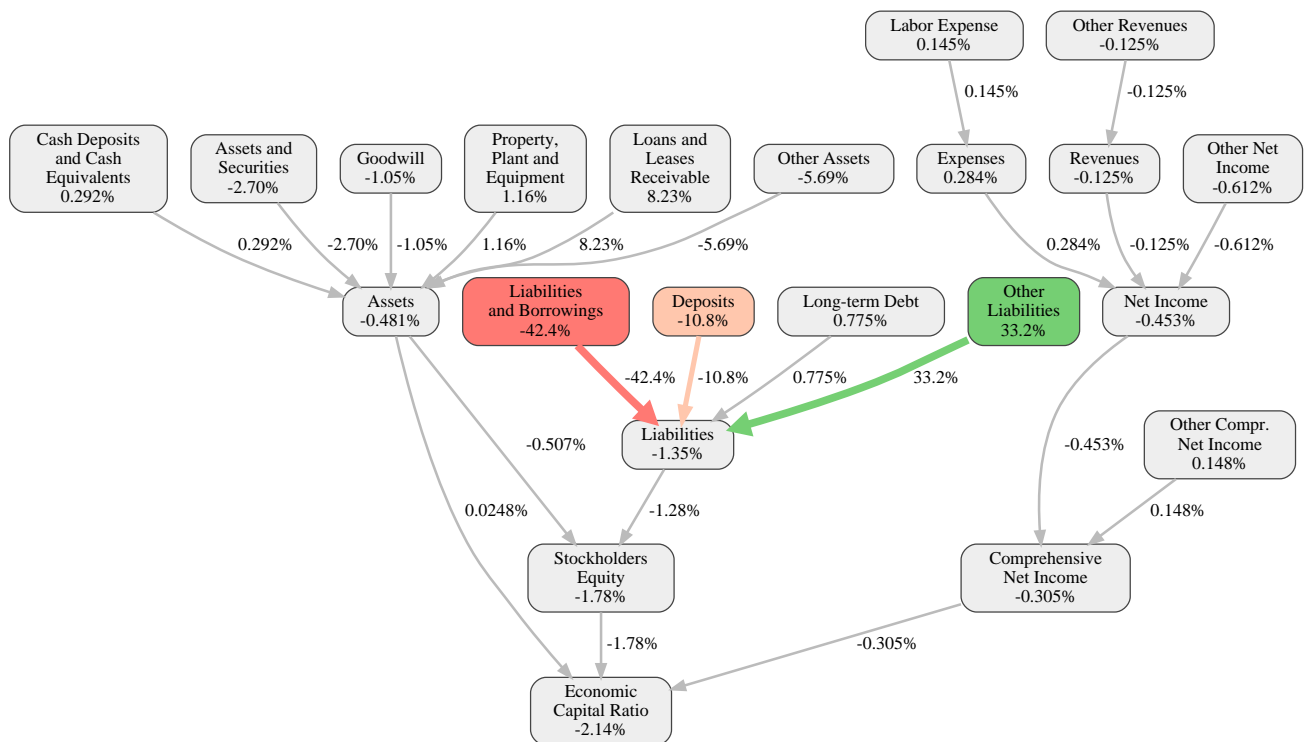 Labor Expense
0.145%
Other Revenues
-0.125%
0.145%
-0.125%
Cash Deposits
and Cash
Equivalents
0.292%
Assets and
Securities
-2.70%
Goodwill
-1.05%
Property,
Plant and
Equipment
1.16%
Loans and
Leases
Receivable
8.23%
Other Assets
-5.69%
Expenses
0.284%
Revenues
-0.125%
Other Net
Income
-0.612%
0.292%
-2.70%
-1.05%
1.16%
8.23%
-5.69%
0.284%
-0.125%
-0.612%
Assets
-0.481%
Liabilities
and Borrowings
-42.4%
Deposits
-10.8%
Long-term Debt
0.775%
Other
Liabilities
33.2%
Net Income
-0.453%
-42.4%
-10.8%
0.775%
33.2%
-0.507%
Liabilities
-1.35%
-0.453%
Other Compr.
Net Income
0.148%
0.0248%
-1.28%
0.148%
Stockholders
Equity
-1.78%
Comprehensive
Net Income
-0.305%
-1.78%
-0.305%
Economic
Capital Ratio
-2.14%